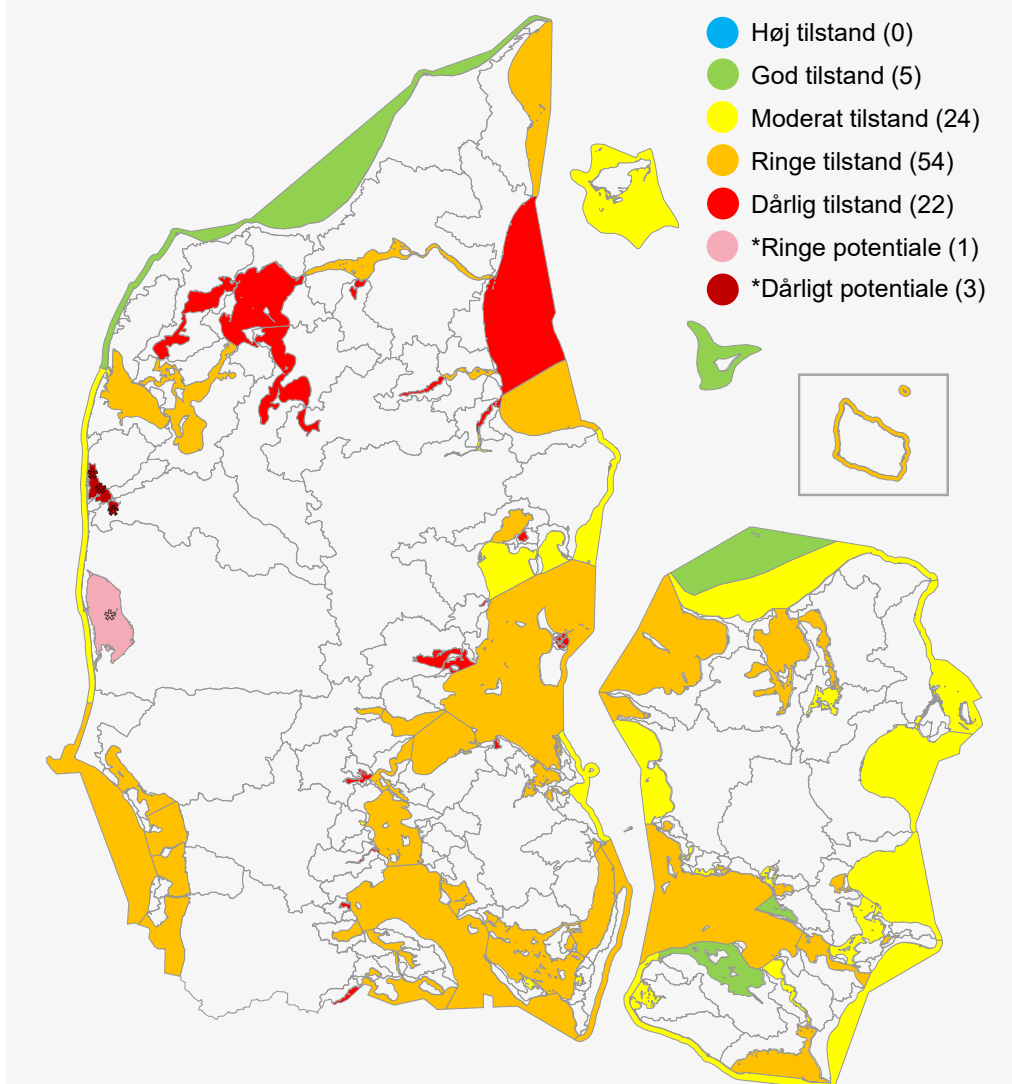 Høj tilstand (0)
God tilstand (5)
Moderat tilstand (24)
Ringe tilstand (54)
Dårlig tilstand (22)
*Ringe potentiale (1)
*Dårligt potentiale (3)